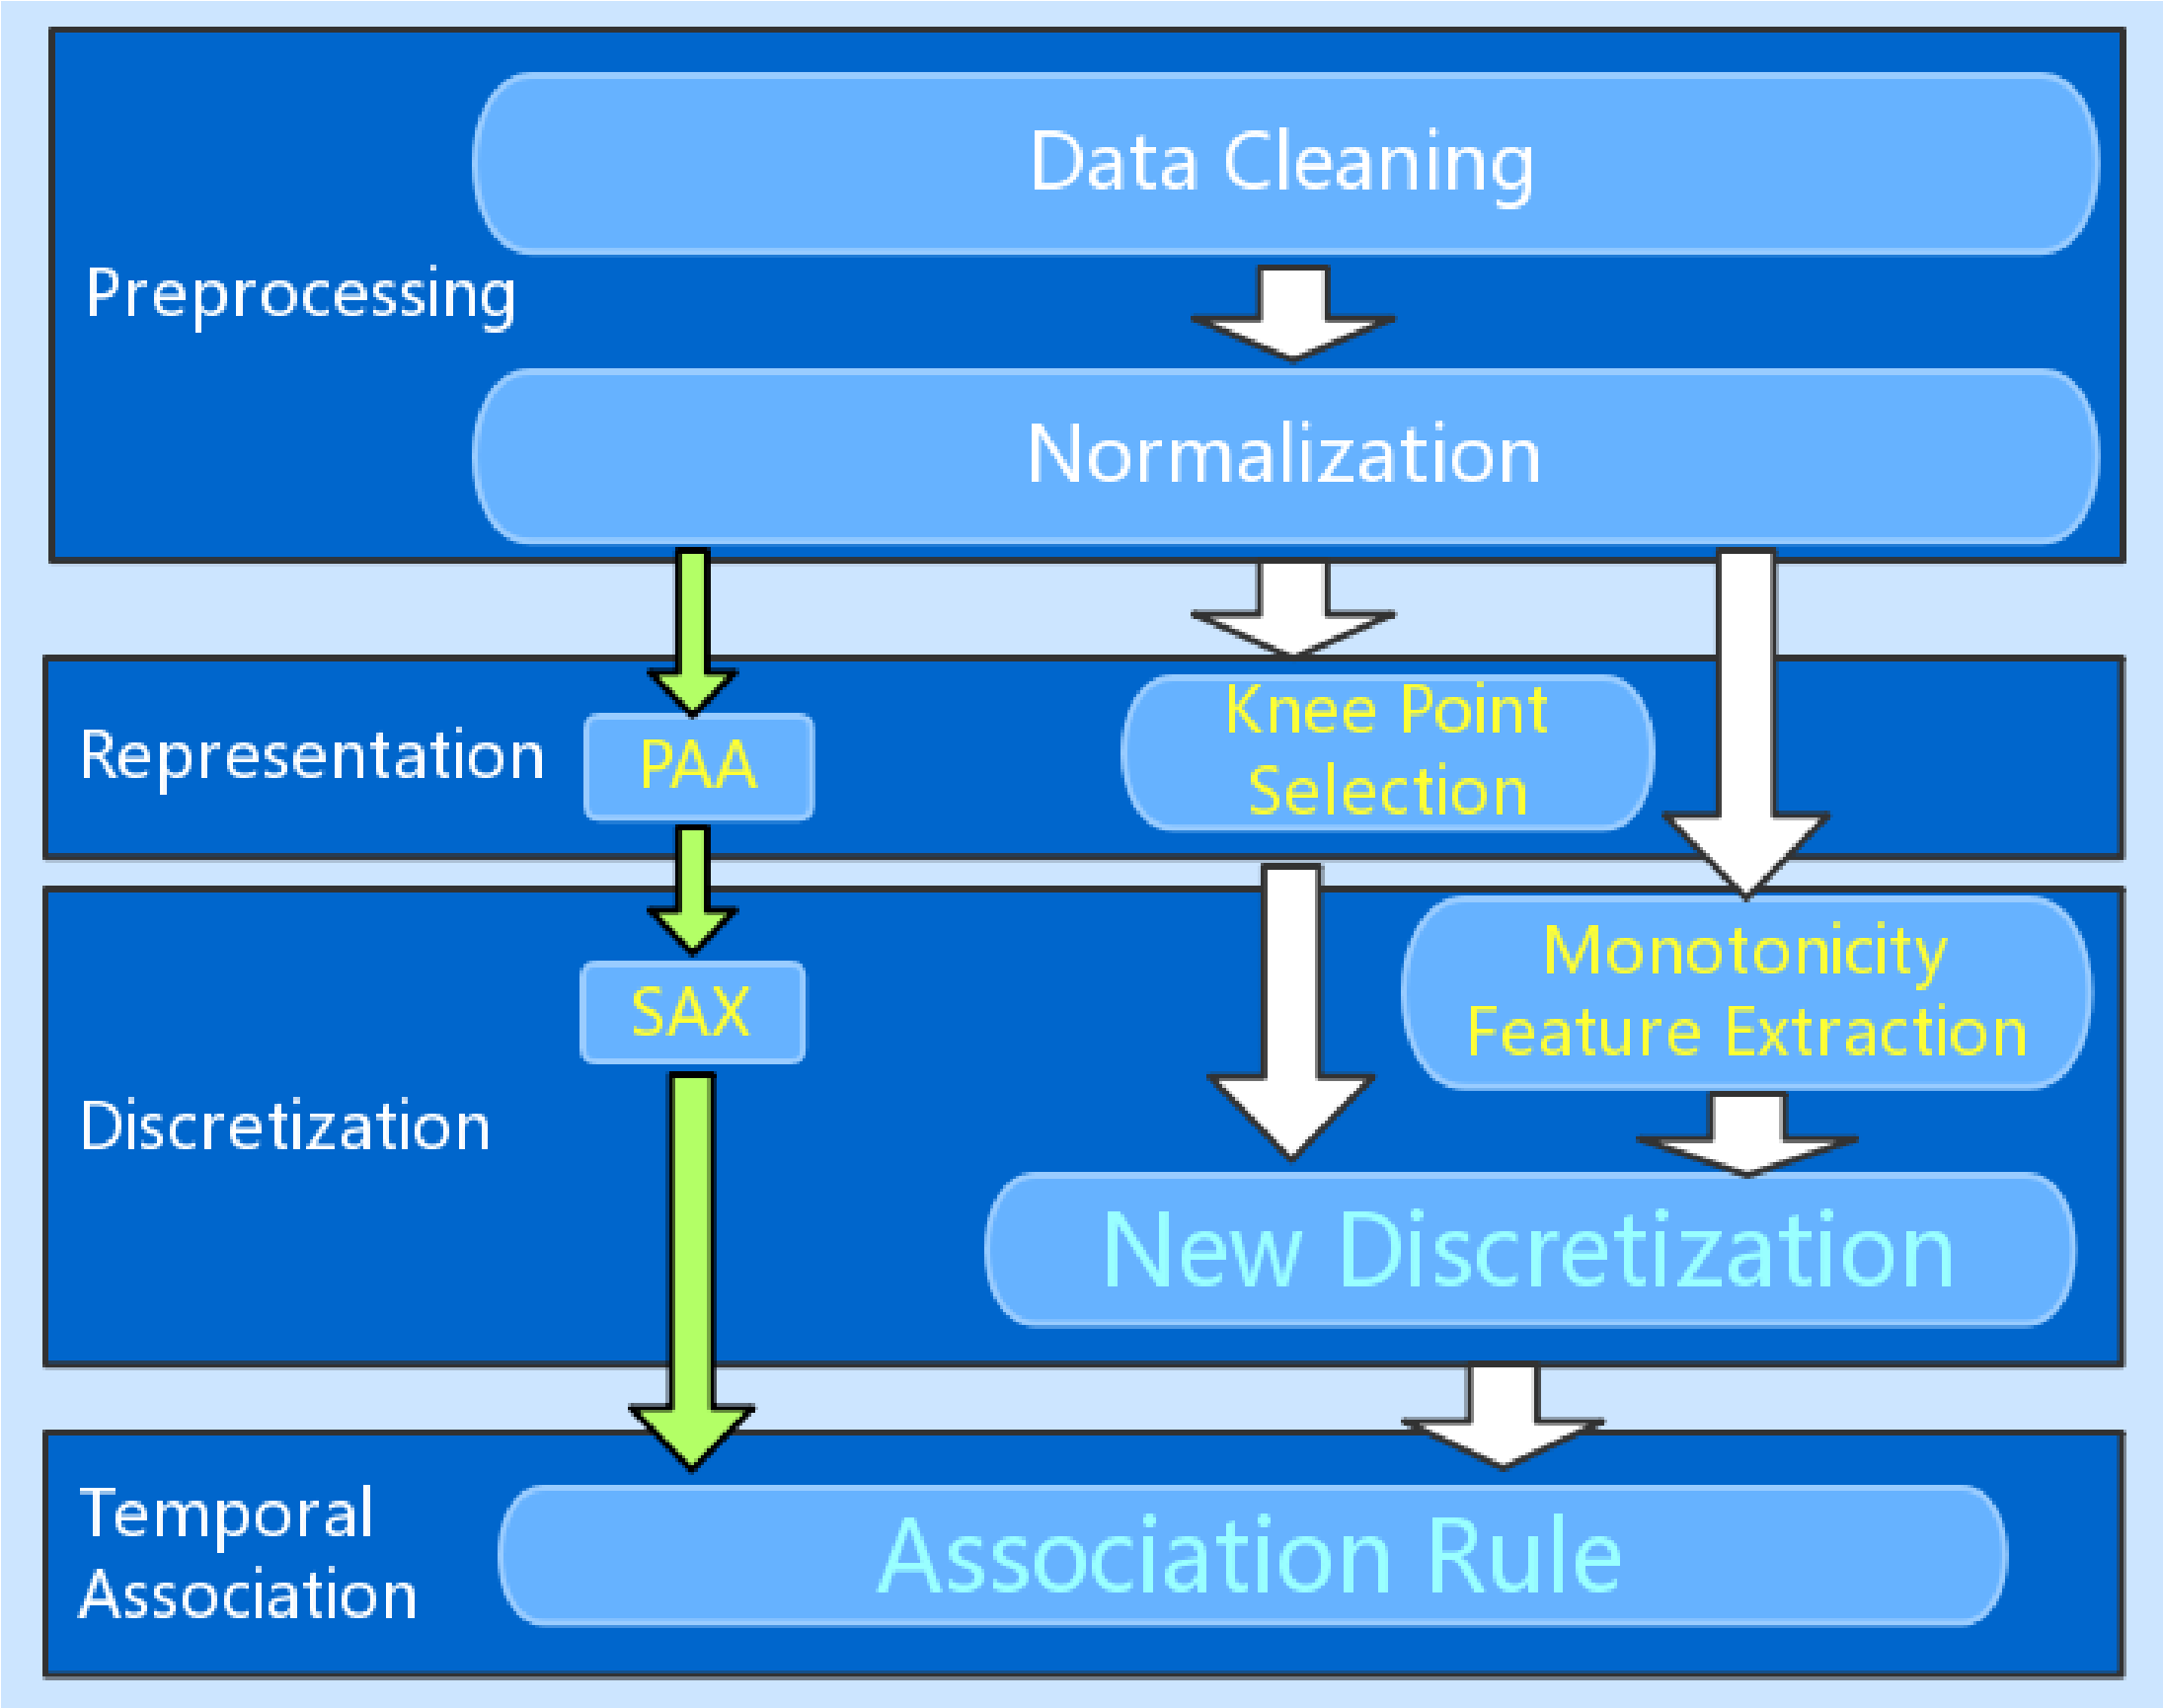 Data Cleaning
Preprocessing
Normalization
Representation
PAA
Knee Point
Selection
Discretization
SAX
Monotonicity
Feature Extraction
New Discretization
Temporal
Association
Association Rule